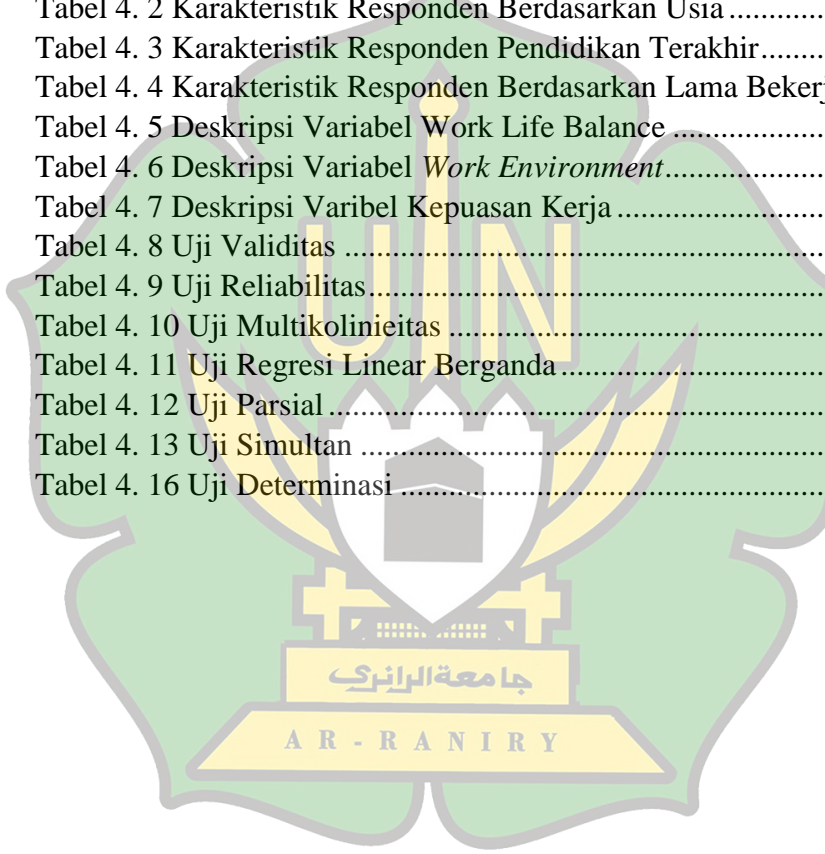 Tabel 4. 2 Karakteristik Responden Berdasarkan Usia ............
Tabel 4. 3 Karakteristik Responden Pendidikan Terakhir...........
Tabel 4. 4 Karakteristik Responden Berdasarkan Lama Bekerj
Tabel 4. 5 Deskripsi Variabel Work Life Balance ....................
Tabel 4. 6 Deskripsi Variabel Work Environment....................
Tabel 4. 7 Deskripsi Varibel Kepuasan Kerja ..........................
Tabel 4. 8 Uji Validitas ............................................................
Tabel 4. 9 Uji Reliabilitas.........................................................
Tabel 4. 10 Uji Multikolinieitas ................................................
Tabel 4. 11 Uji Regresi Linear Berganda ..................................
Tabel 4. 12 Uji Parsial ..............................................................
Tabel 4. 13 Uji Simultan ..........................................................
Tabel 4. 16 Uji Determinasi .....................................................
UIN
جامعة الرانري
AR-RANIRY